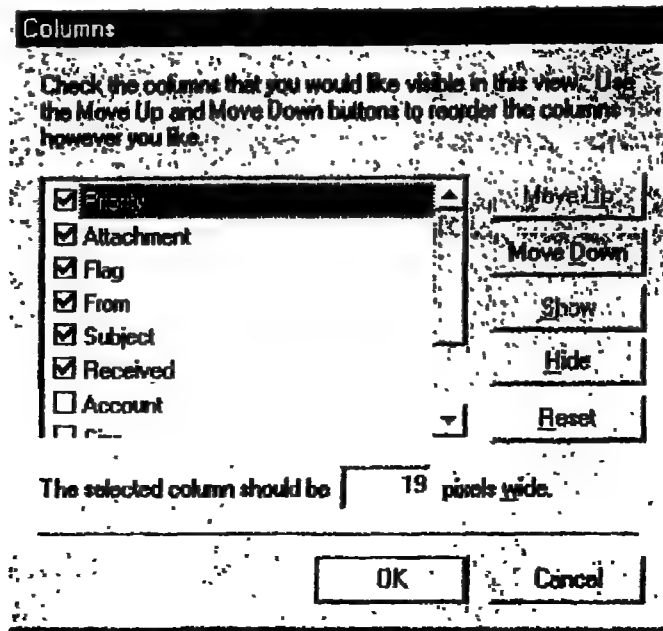 Columns
Check the columns that you would like visible in this view. Use
the Move Up and Move Down buttons to reorder the columns
however you like.
Priority
Attachment
Flag
From
Subject
Received
Account
Move Up
Move Down
Show
Hide
Reset
The selected column should be 19 pixels wide.
OK Cancel